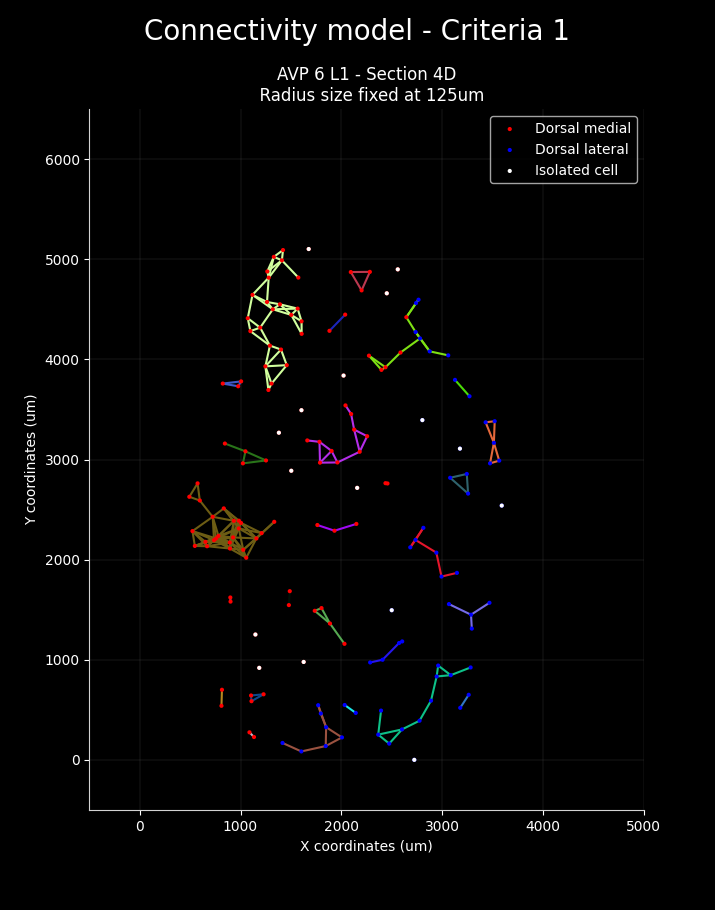 Connectivity model - Criteria 1
AVP 6 L1 - Section 4D
Radius size fixed at 125um
Dorsal medial
Dorsal lateral
Isolated cell
6000
5000
4000
3000
2000
1000
0
Y coordinates (um)
0 1000 2000 3000 4000 5000
X coordinates (um)